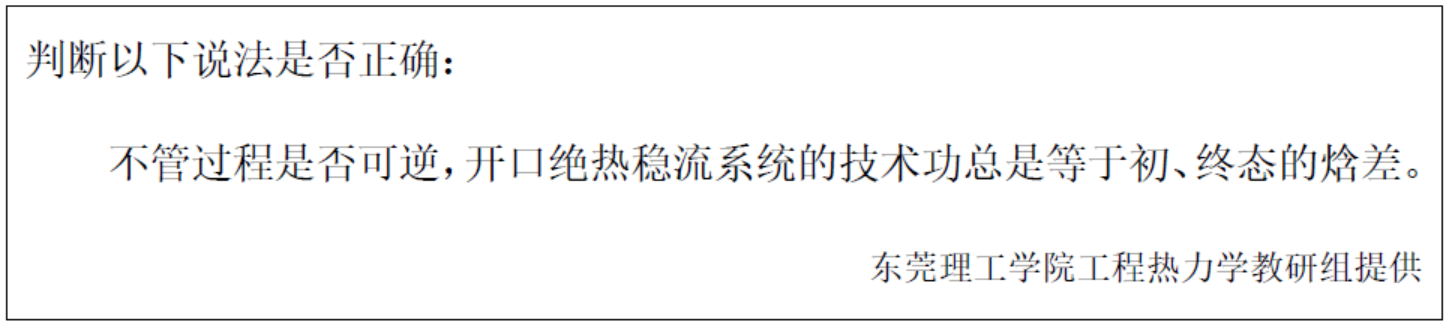 判断以下说法是否正确：
不管过程是否可逆，开口绝热稳流系统的技术功总是等于初、终态的焓差。
东莞理工学院工程热力学教研组提供